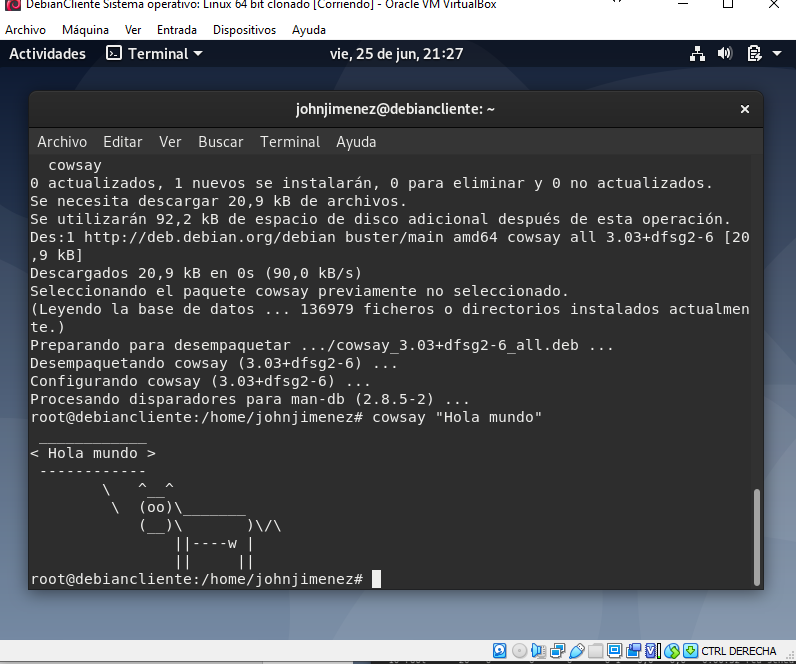 DebianCliente Sistema operativo: Linux 64 bit clonado [Corriendo] - Oracle VM VirtualBox
Archivo Máquina Ver Entrada Dispositivos Ayuda
Actividades Terminal vie, 25 de jun, 21:27
johnjimenez@debiancliente: ~
Archivo Editar Ver Buscar Terminal Ayuda
  cowsay
0 actualizados, 1 nuevos se instalarán, 0 para eliminar y 0 no actualizados.
Se necesita descargar 20,9 kB de archivos.
Se utilizarán 92,2 kB de espacio de disco adicional después de esta operación.
Des:1 http://deb.debian.org/debian buster/main amd64 cowsay all 3.03+dfsg2-6 [20
,9 kB]
Descargados 20,9 kB en 0s (90,0 kB/s)
Seleccionando el paquete cowsay previamente no seleccionado.
(Leyendo la base de datos ... 136979 ficheros o directorios instalados actualmen
te.)
Preparando para desempaquetar .../cowsay_3.03+dfsg2-6_all.deb ...
Desempaquetando cowsay (3.03+dfsg2-6) ...
Configurando cowsay (3.03+dfsg2-6) ...
Procesando disparadores para man-db (2.8.5-2) ...
root@debiancliente:/home/johnjimenez# cowsay "Hola mundo"
 ____________
< Hola mundo >
 ------------
        \   ^__^
         \  (oo)\_______
            (__)\       )\/\
                ||----w |
                ||     ||
root@debiancliente:/home/johnjimenez#
CTRL DERECHA